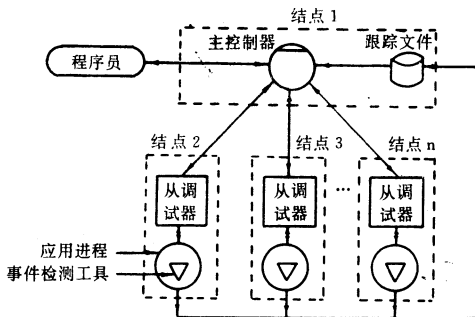 结点1
主控制器
跟踪文件
程序员
结点2
结点3
结点n
从调
试器
从调
试器
…
从调
试器
应用进程
事件检测工具